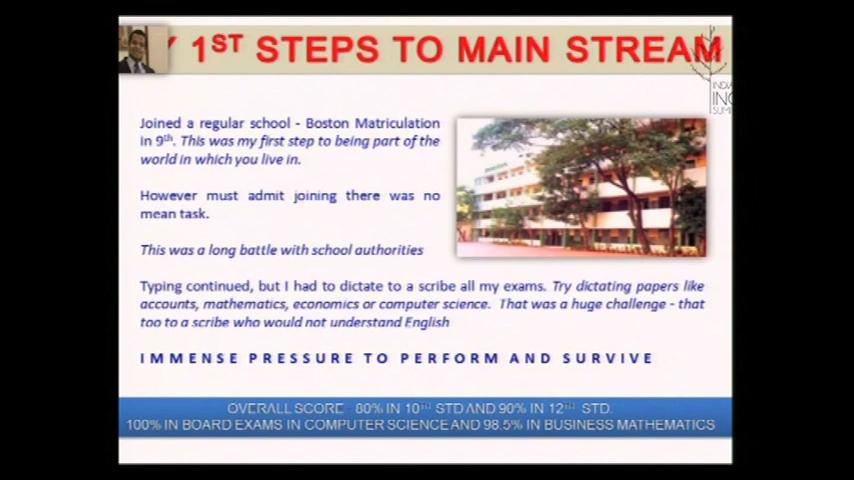 Y 1ST STEPS TO MAIN STREAM
INDIA
INC
SUM
Joined a regular school - Boston Matriculation
in 9th. This was my first step to being part of the
world in which you live in.
However must admit joining there was no
mean task.
This was a long battle with school authorities
Typing continued, but I had to dictate to a scribe all my exams. Try dictating papers like
accounts, mathematics, economics or computer science. That was a huge challenge - that
too to a scribe who would not understand English
IMMENSE PRESSURE TO PERFORM AND SURVIVE
OVERALL SCORE - 80% IN 10TH STD AND 90% IN 12TH STD.
100% IN BOARD EXAMS IN COMPUTER SCIENCE AND 98.5% IN BUSINESS MATHEMATICS